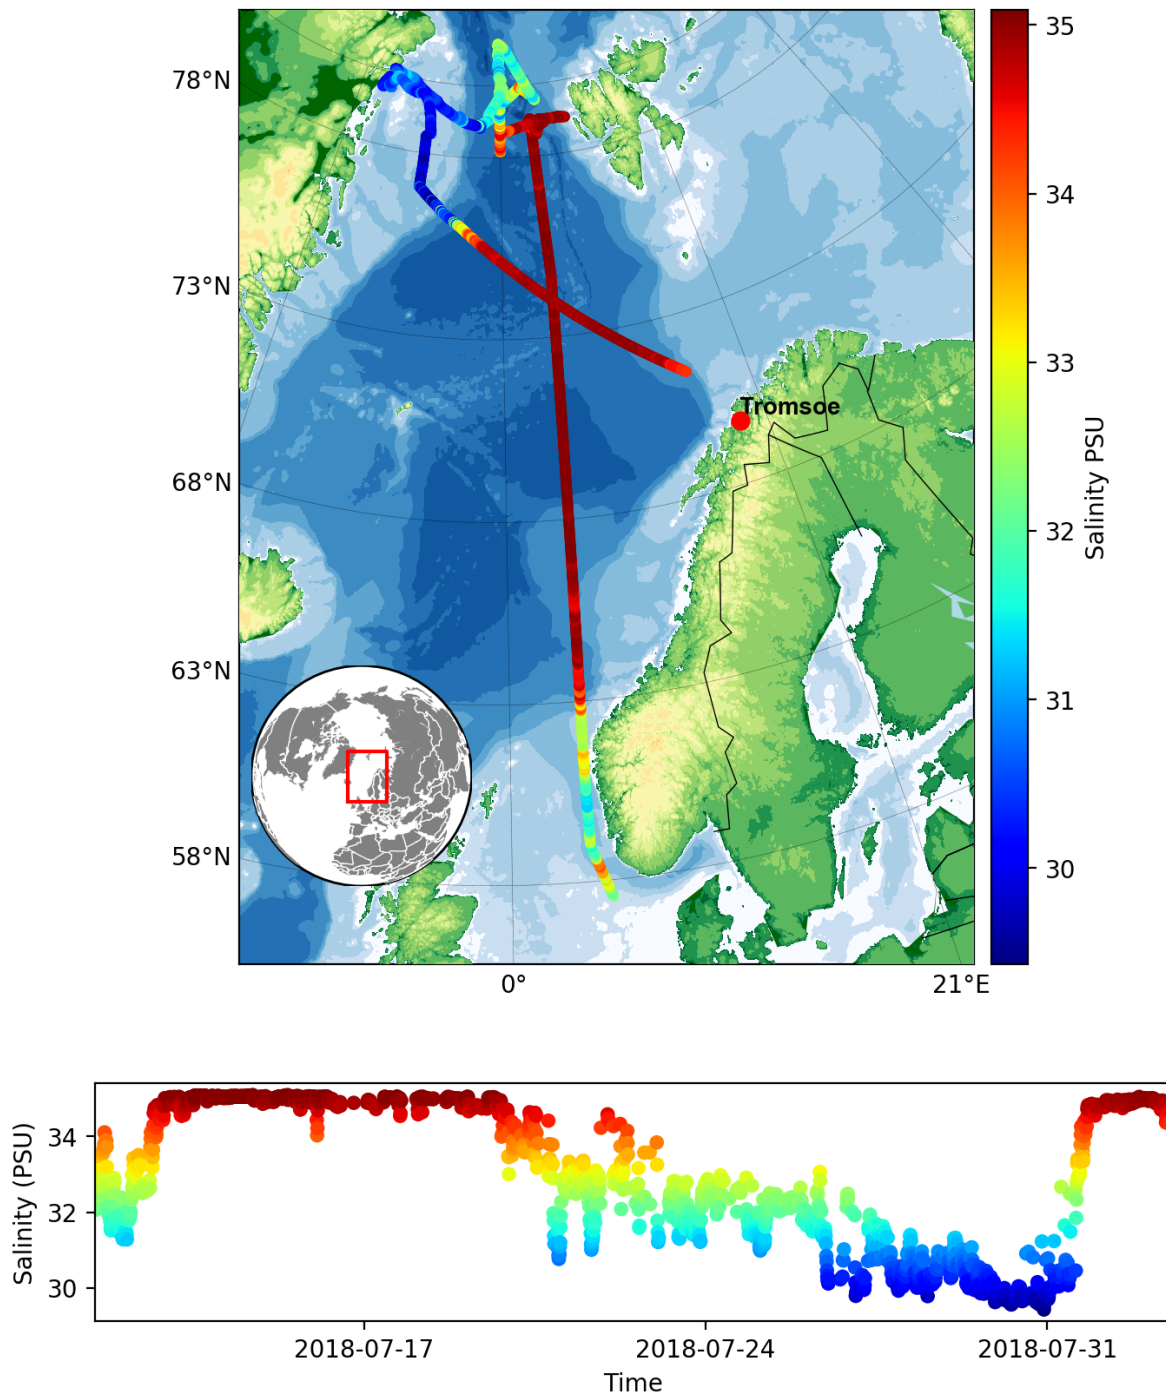 78°N
73°N
68°N
63°N
58°N
0°
21°E
Tromsoe
35
34
33
32
31
30
Salinity PSU
34
32
30
Salinity (PSU)
2018-07-17
2018-07-24
2018-07-31
Time